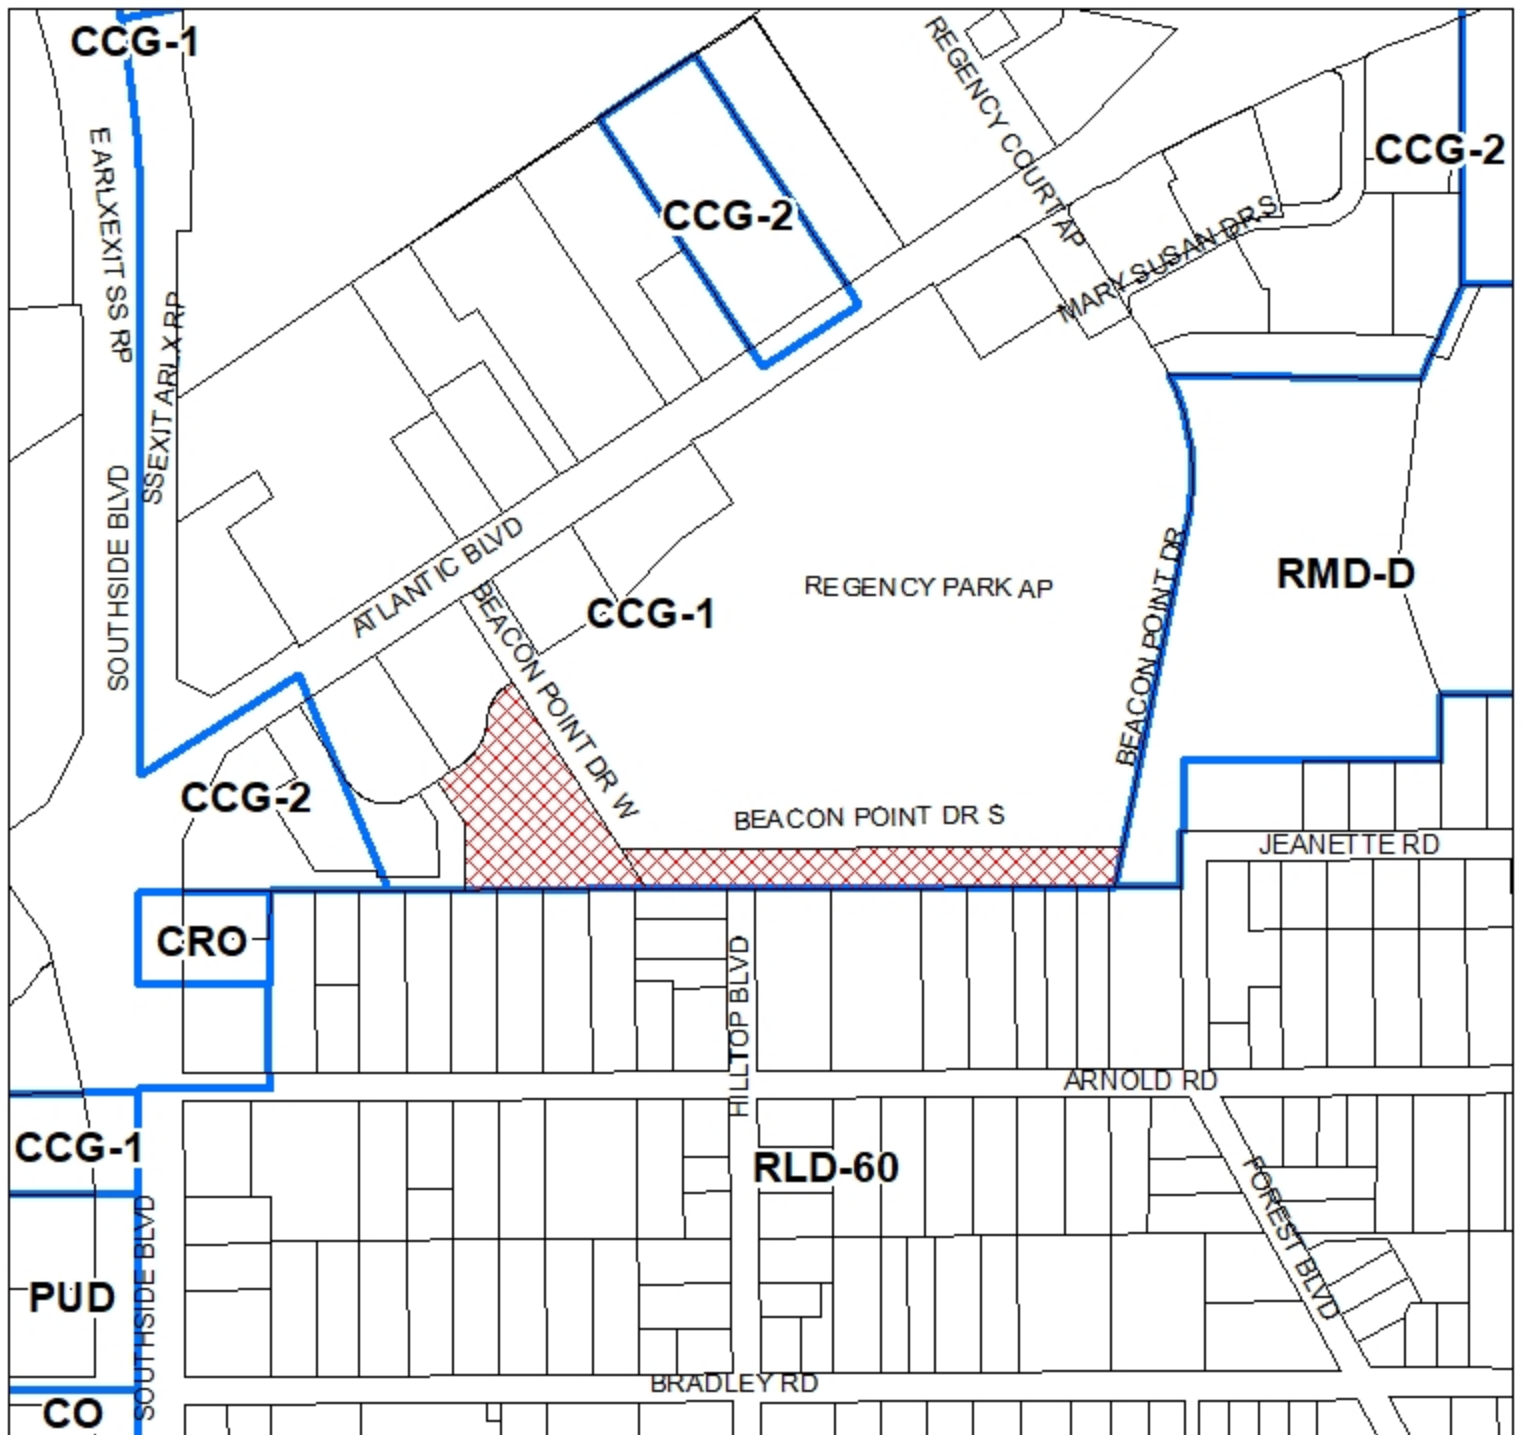 CCG-1
REGENCY COURT AP
E ARLXEXIT SS RP
CCG-2
CCG-2
MARY SUSAN DR S
SSEXIT ARLX RP
SOUTHSIDE BLVD
ATLANTIC BLVD
REGENCY PARK AP
RMD-D
CCG-1
BEACON POINT DR W
BEACON POINT DR
CCG-2
BEACON POINT DR S
JEANETTE RD
CRO
HILLTOP BLVD
ARNOLD RD
CCG-1
RLD-60
FOREST BLVD
PUD
SOUTHSIDE BLVD
BRADLEY RD
CO